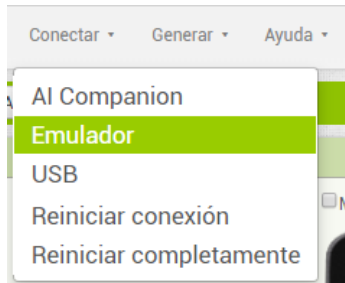 Conectar Generar Ayuda
AI Companion
Emulador
USB
Reiniciar conexión
Reiniciar completamente